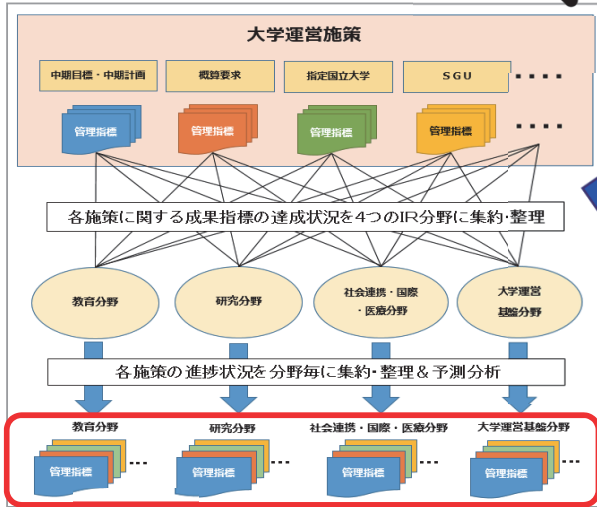 大学運営施策
中期目標・中期計画
概算要求
指定国立大学
SGU
管理指標
管理指標
管理指標
管理指標
各施策に関する成果指標の達成状況を4つのIR分野に集約・整理
教育分野
研究分野
社会連携・国際
・医療分野
大学運営
基盤分野
各施策の進捗状況を分野毎に集約・整理＆予測分析
教育分野
研究分野
社会連携・国際・医療分野
大学運営基盤分野
管理指標
管理指標
管理指標
管理指標